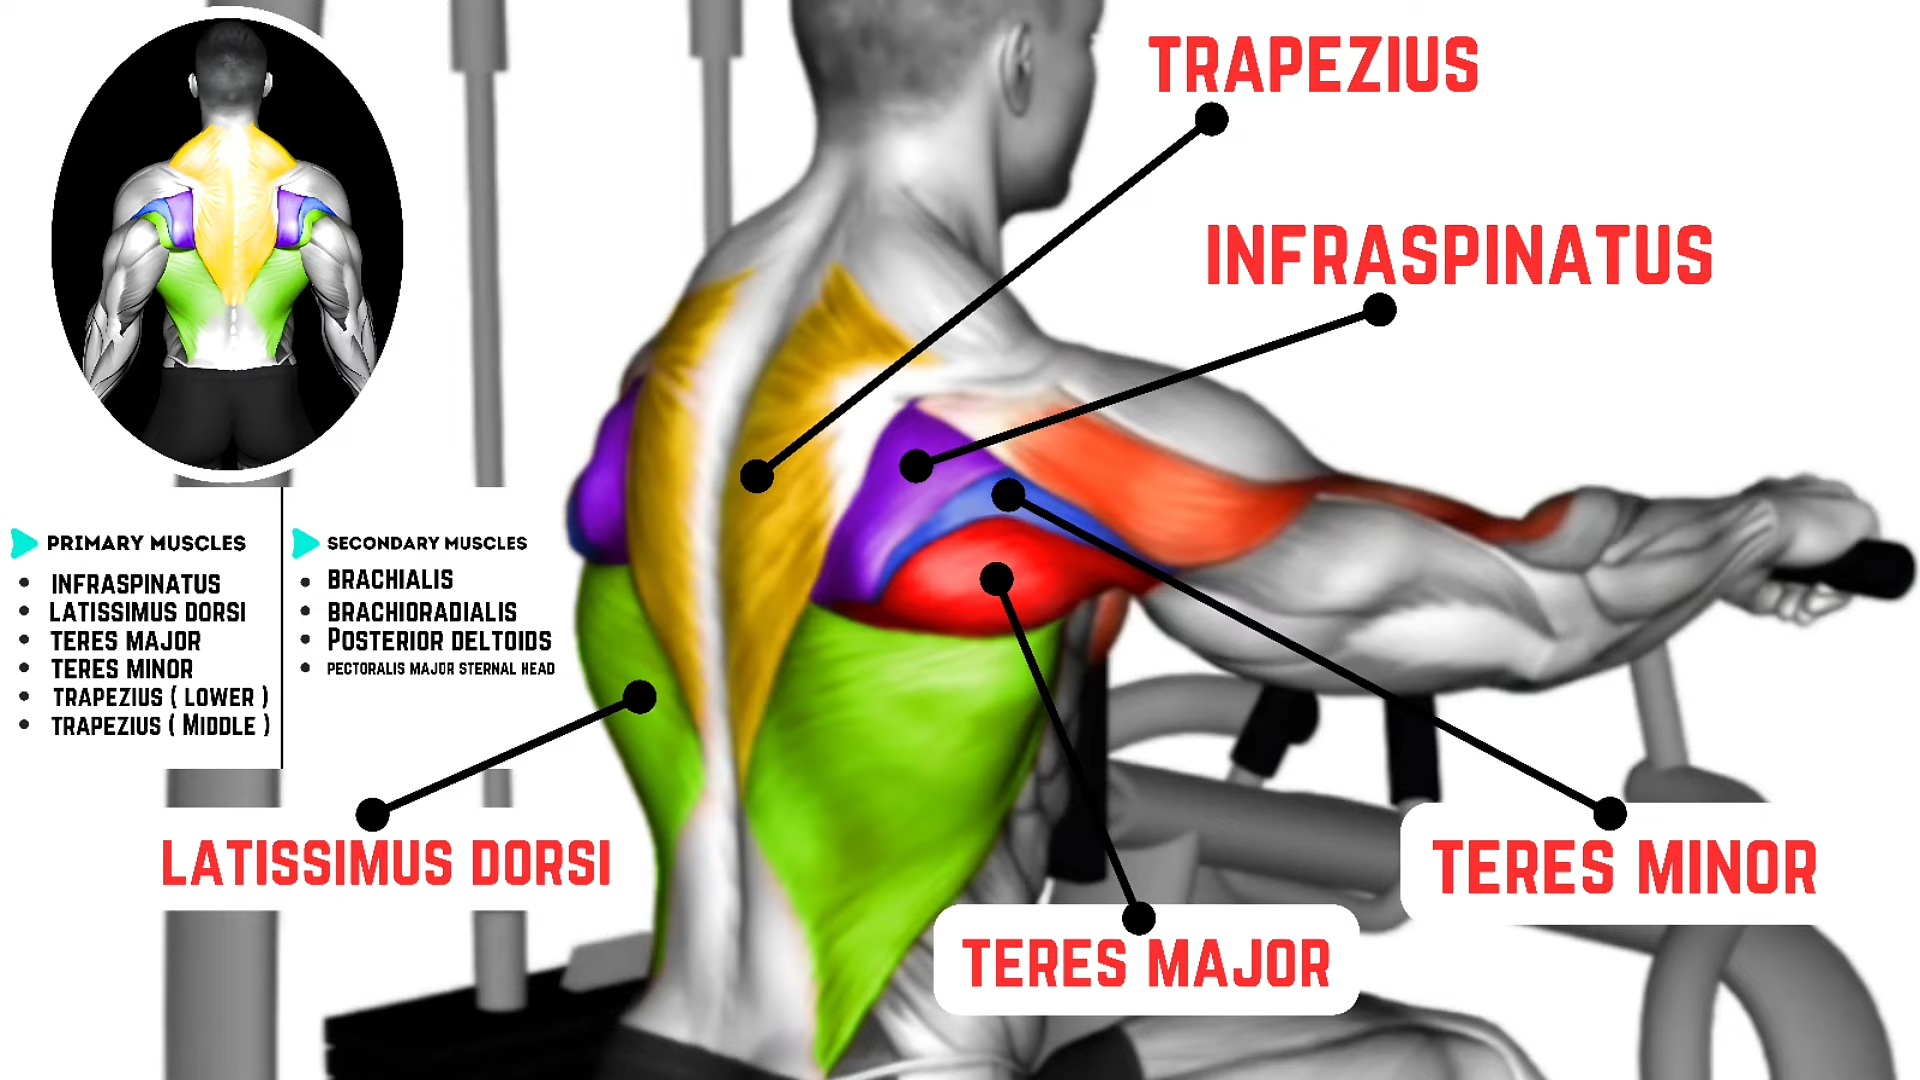 TRAPEZIUS
INFRASPINATUS
PRIMARY MUSCLES
INFRASPINATUS
LATISSIMUS DORSI
TERES MAJOR
TERES MINOR
TRAPEZIUS ( LOWER )
TRAPEZIUS ( MIDDLE )
SECONDARY MUSCLES
BRACHIALIS
BRACHIORADIALIS
POSTERIOR DELTOIDS
PECTORALIS MAJOR STERNAL HEAD
LATISSIMUS DORSI
TERES MINOR
TERES MAJOR